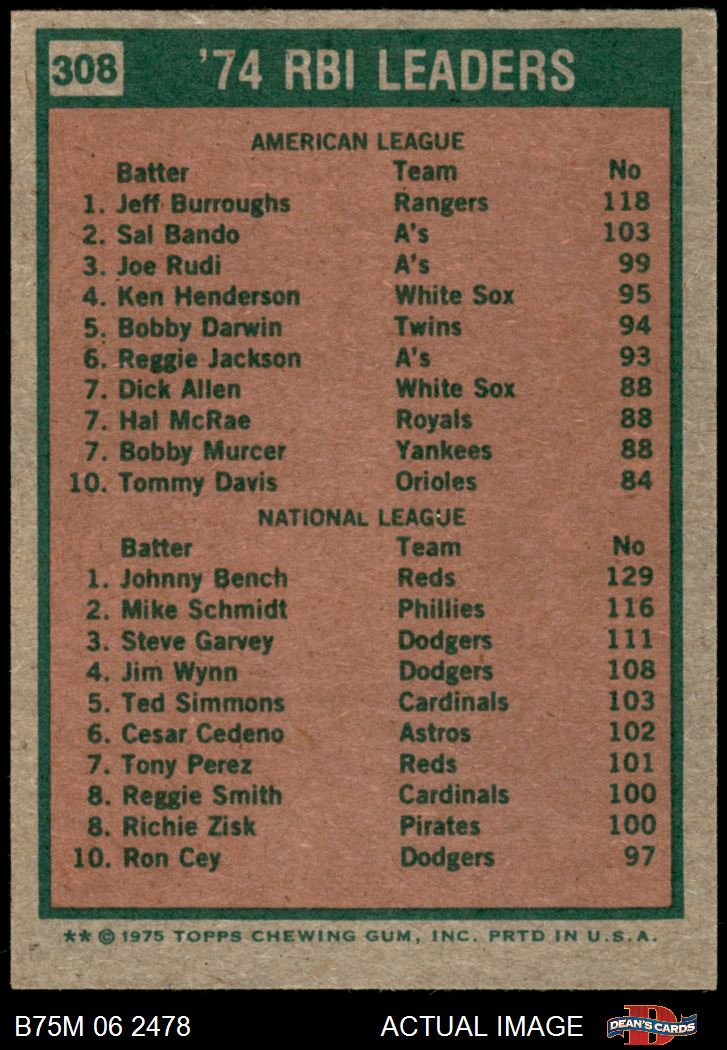 308 '74 RBI LEADERS
AMERICAN LEAGUE
Batter Team No
1. Jeff Burroughs Rangers 118
2. Sal Bando A's 103
3. Joe Rudi A's 99
4. Ken Henderson White Sox 95
5. Bobby Darwin Twins 94
6. Reggie Jackson A's 93
7. Dick Allen White Sox 88
7. Hal McRae Royals 88
7. Bobby Murcer Yankees 88
10. Tommy Davis Orioles 84
NATIONAL LEAGUE
Batter Team No
1. Johnny Bench Reds 129
2. Mike Schmidt Phillies 116
3. Steve Garvey Dodgers 111
4. Jim Wynn Dodgers 108
5. Ted Simmons Cardinals 103
6. Cesar Cedeno Astros 102
7. Tony Perez Reds 101
8. Reggie Smith Cardinals 100
8. Richie Zisk Pirates 100
10. Ron Cey Dodgers 97
** © 1975 TOPPS CHEWING GUM, INC. PRTD IN U.S.A.
B75M 06 2478 ACTUAL IMAGE D DEAN'S CARDS